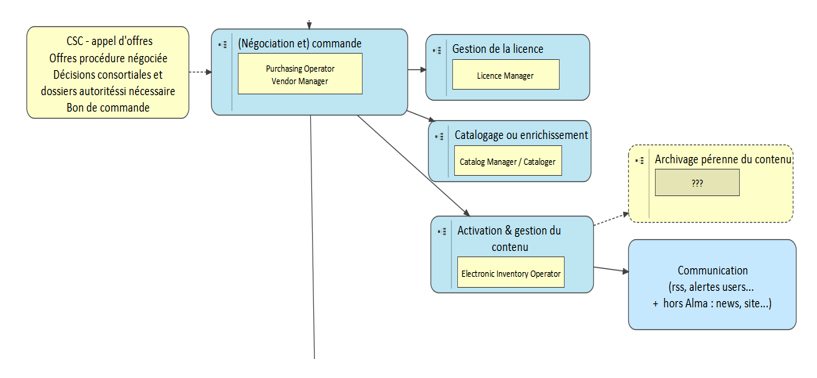 CSC - appel d'offres
Offres procédure négociée
Décisions consortiales et
dossiers autoritéssi nécessaire
Bon de commande
(Négociation et) commande
Purchasing Operator
Vendor Manager
Gestion de la licence
Licence Manager
Catalogage ou enrichissement
Catalog Manager / Cataloger
Archivage pérenne du contenu
???
Activation & gestion du
contenu
Electronic Inventory Operator
Communication
(rss, alertes users...
+ hors Alma : news, site...)